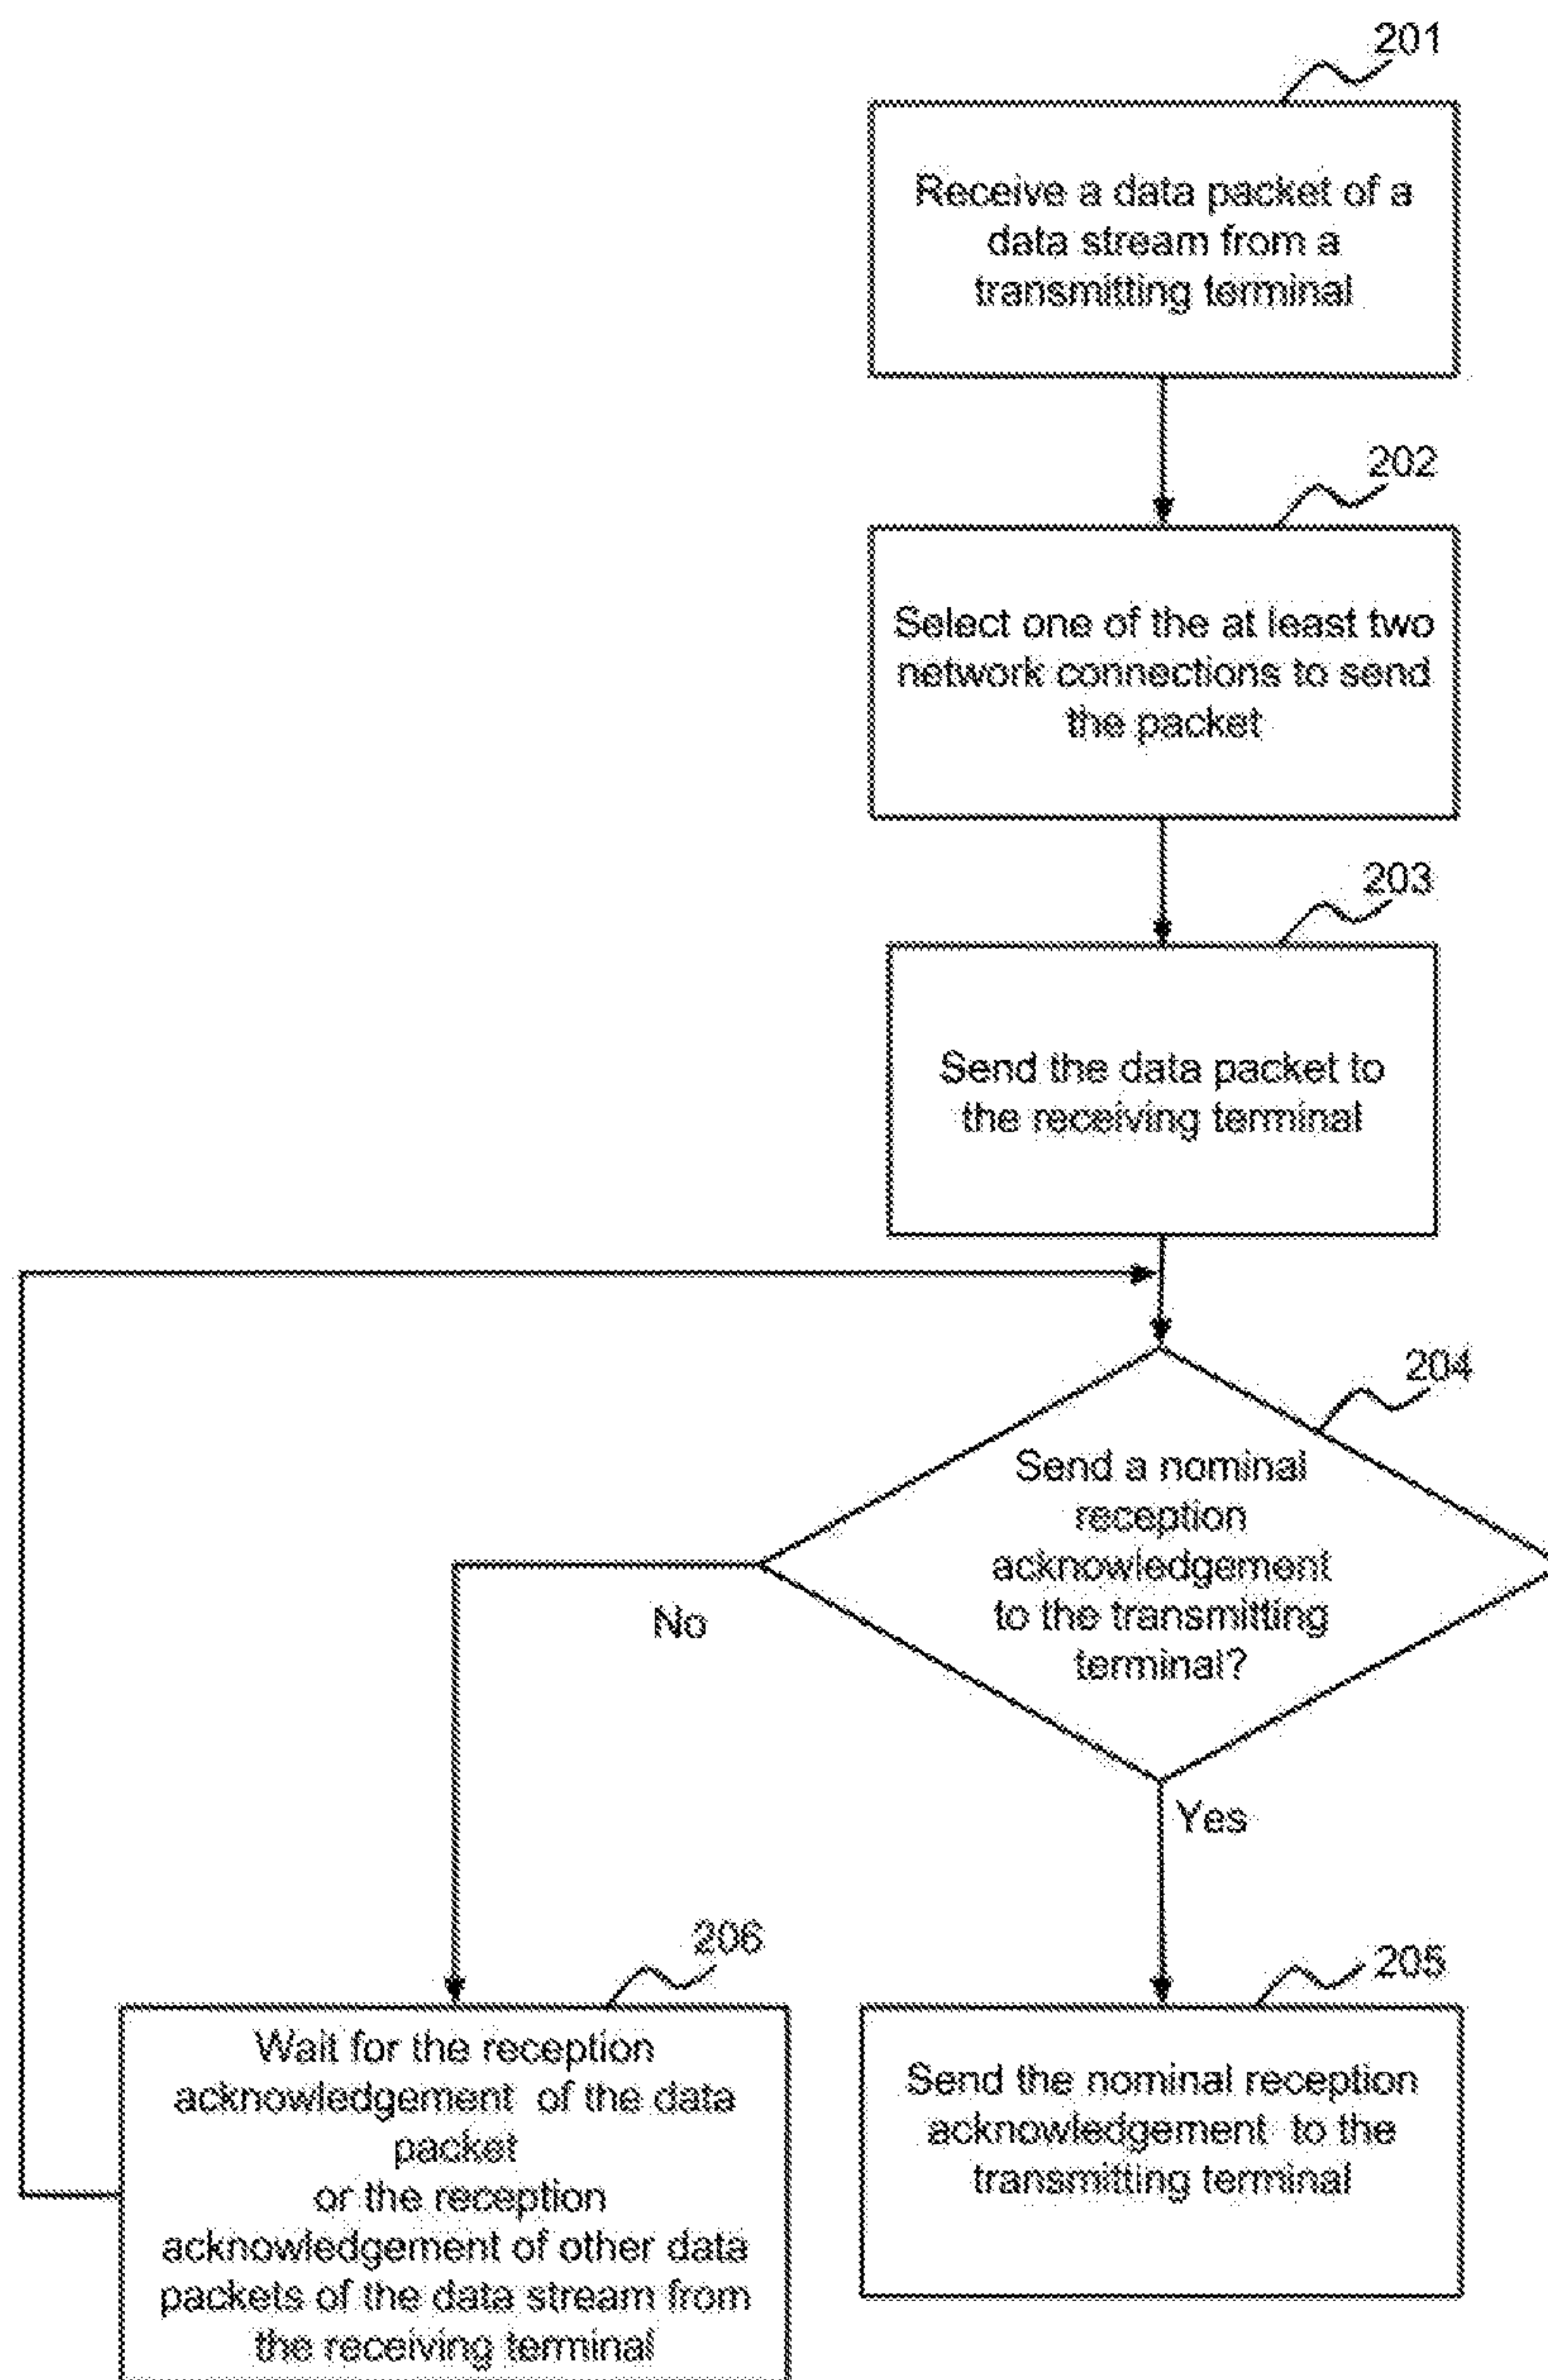 201
Receive a data packet of a
data stream from a
transmitting terminal
202
Select one of the at least two
network connections to send
the packet
203
Send the data packet to
the receiving terminal
204
Send a nominal
reception
acknowledgement
to the transmitting
terminal?
No
Yes
206
Wait for the reception
acknowledgement of the data
packet
or the reception
acknowledgement of other data
packets of the data stream from
the receiving terminal
205
Send the nominal reception
acknowledgement to the
transmitting terminal